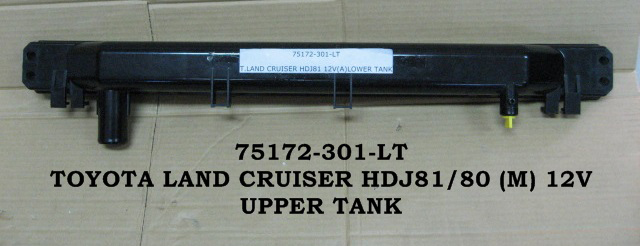 75172-301-LT
T.LAND CRUISER HDJ81 12V(A)LOWER TANK
75172-301-LT
TOYOTA LAND CRUISER HDJ81/80 (M) 12V
UPPER TANK